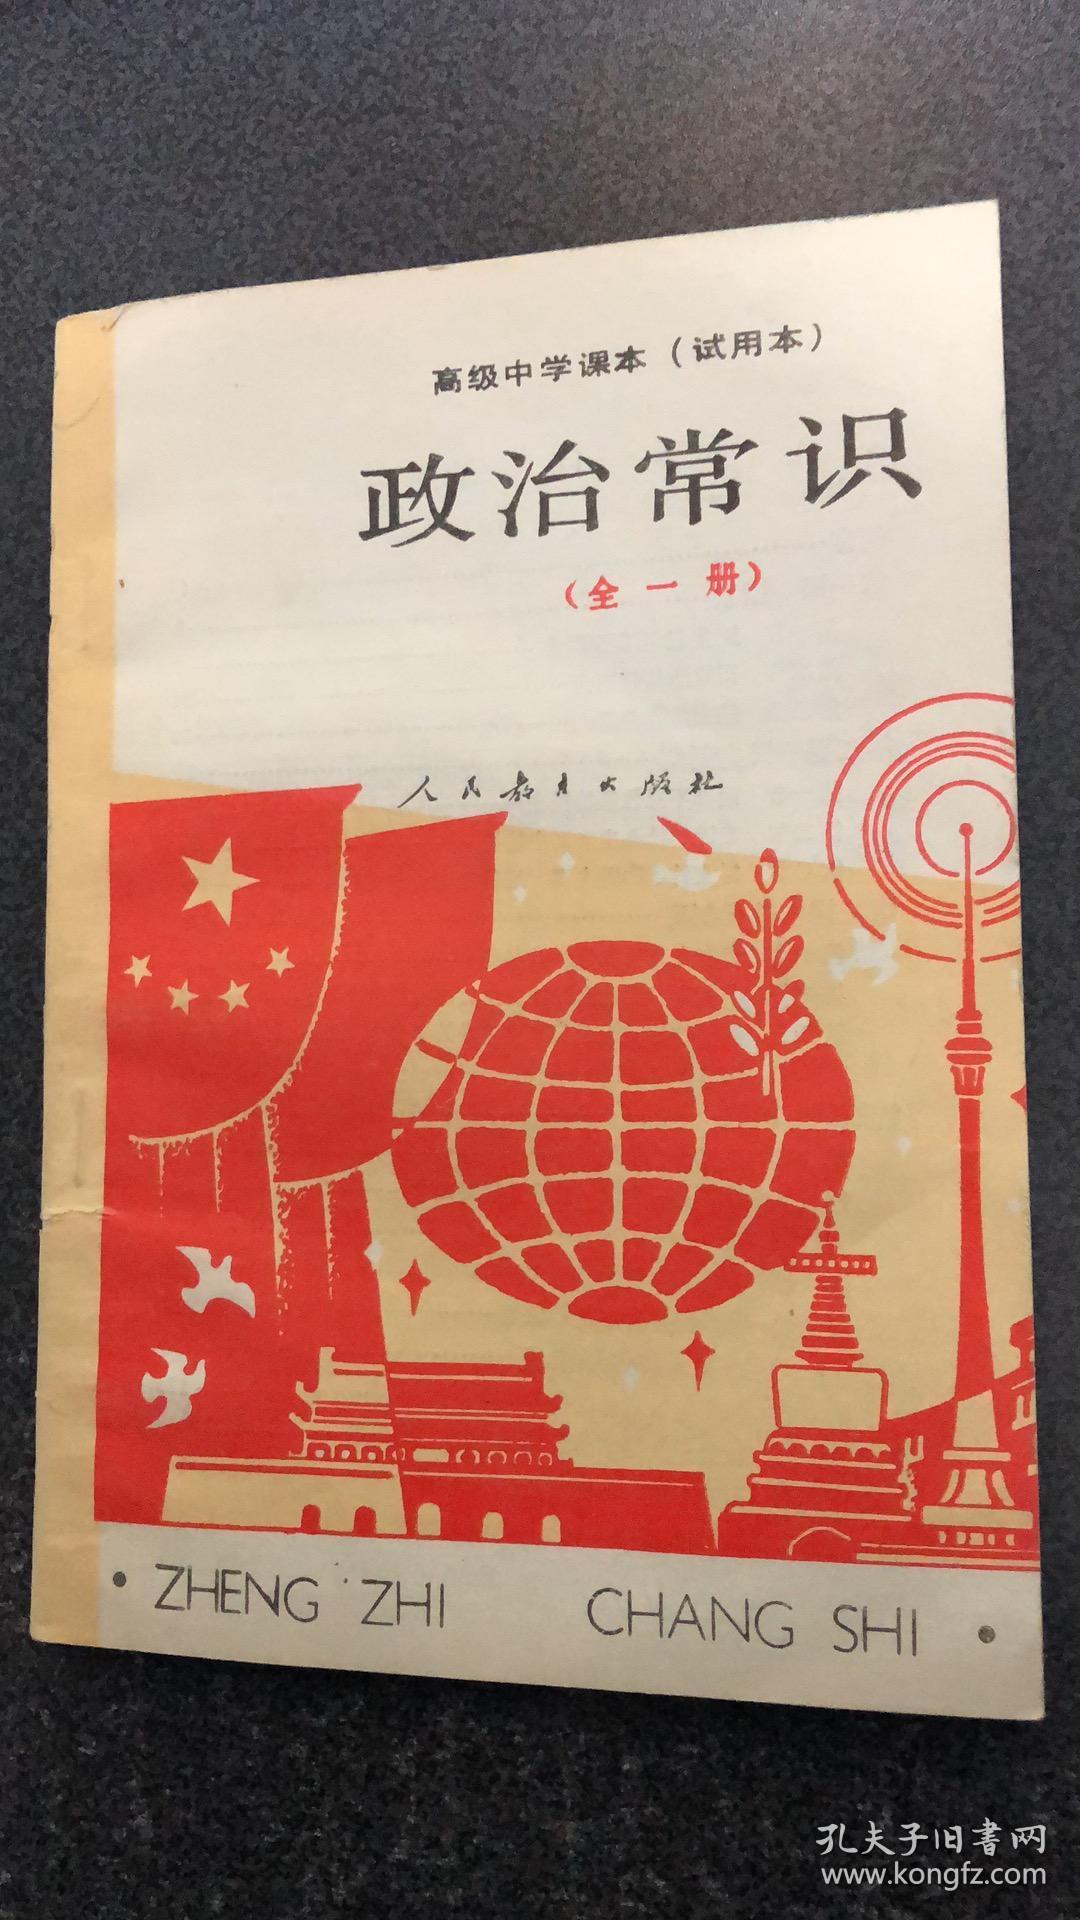 高级中学课本（试用本）
政治常识
（全一册）
人民教育出版社
· ZHENG ZHI CHANG SHI ·
孔夫子旧書网
www.kongfz.com